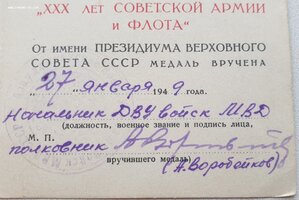 "XXX ЛЕТ СОВЕТСКОЙ АРМИИ
И ФЛОТА"
ОТ ИМЕНИ ПРЕЗИДИУМА ВЕРХОВНОГО
СОВЕТА СССР МЕДАЛЬ ВРУЧЕНА
"27" января 1949. года.
Начальник ДВУ войск МВД
(должность, воинское звание и подпись лица,
М. П.
полковник
вручившего медаль) (А. Воробейков)